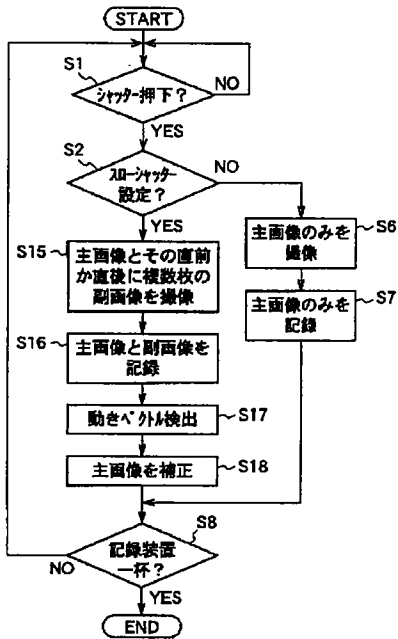 START
S1
シャッター押下?
NO
YES
S2
スローシャッター
設定?
NO
YES
S15
主画像とその直前
か直後に複数枚の
副画像を撮像
S6
主画像のみを
撮像
S7
主画像のみを
記録
S16
主画像と副画像を
記録
動きベクトル検出
S17
主画像を補正
S18
S8
記録装置
一杯?
NO
YES
END